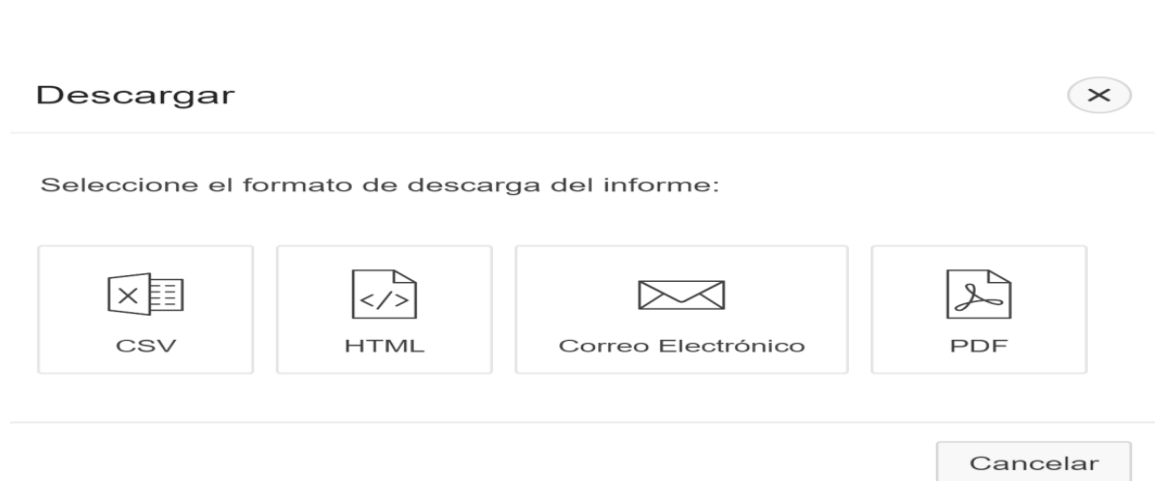 Descargar
Seleccione el formato de descarga del informe:
</>
CSV
HTML
Correo Electrónico
PDF
Cancelar